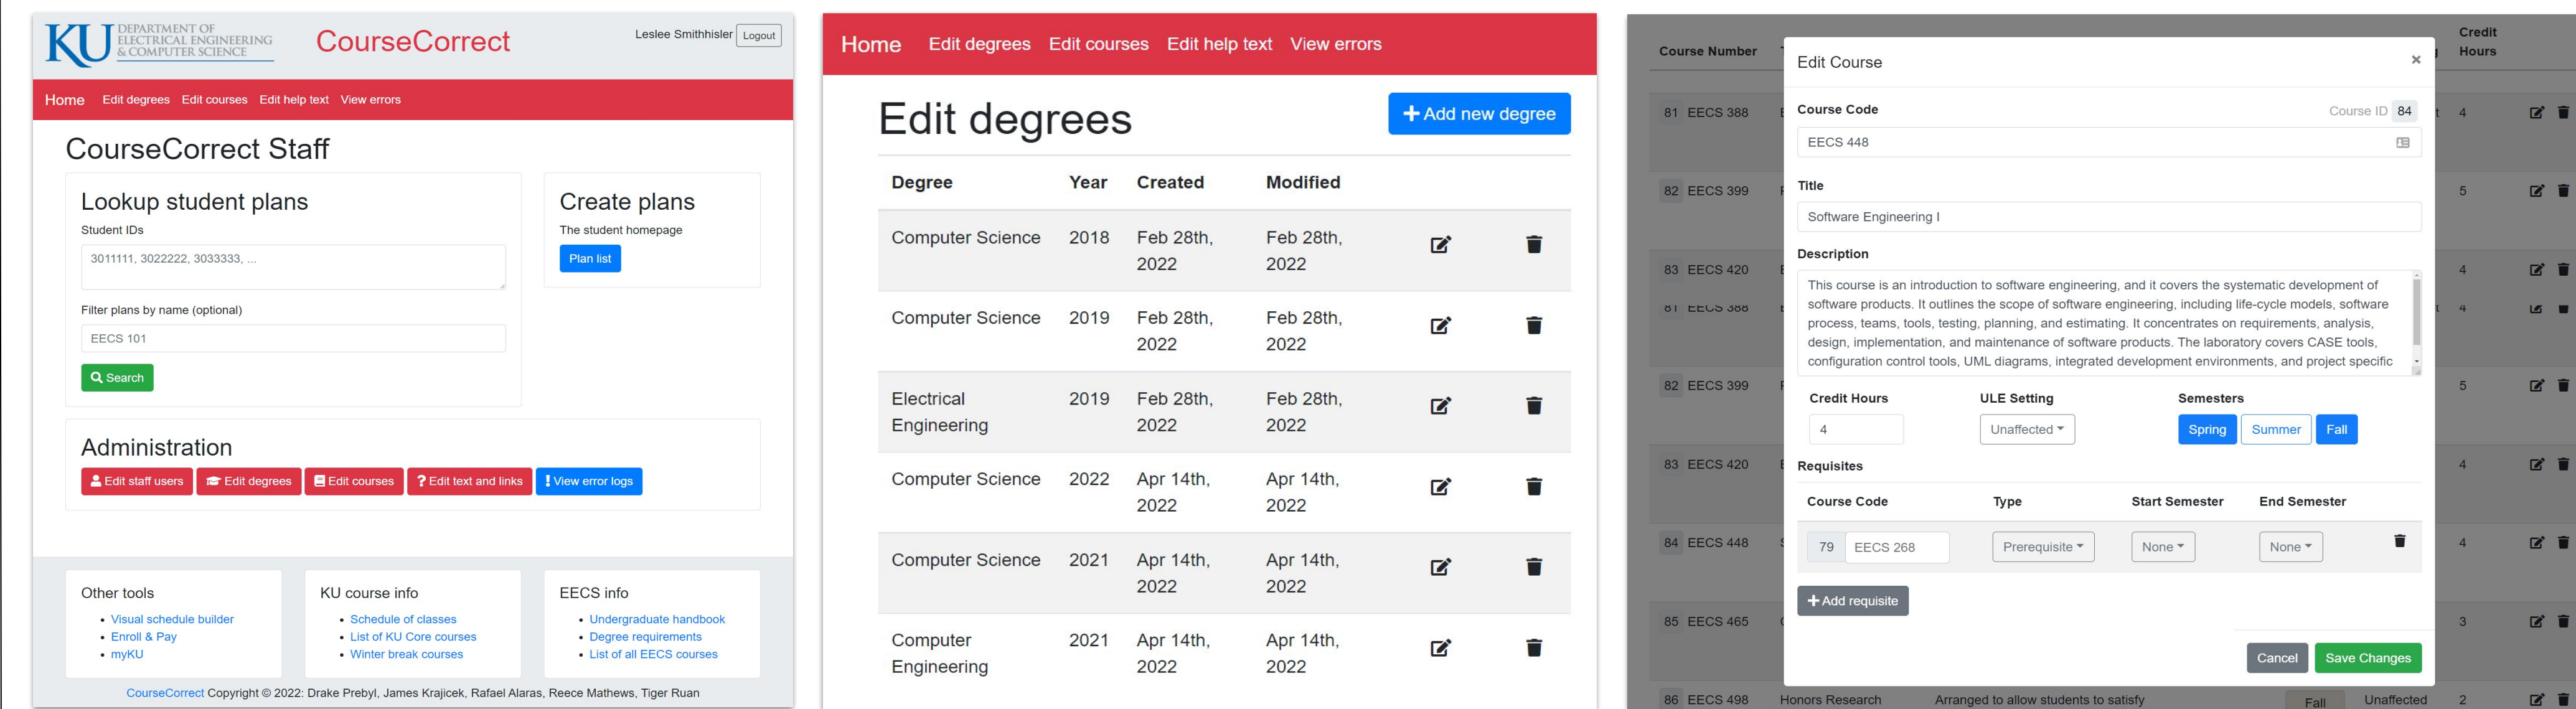 KU DEPARTMENT OF
ELECTRICAL ENGINEERING
& COMPUTER SCIENCE
CourseCorrect
Leslee Smithhisler Logout
Home Edit degrees Edit courses Edit help text View errors
CourseCorrect Staff
Lookup student plans
Student IDs
3011111, 3022222, 3033333, ...
Filter plans by name (optional)
EECS 101
Search
Create plans
The student homepage
Plan list
Administration
Edit staff users Edit degrees Edit courses ? Edit text and links ! View error logs
Other tools
• Visual schedule builder
• Enroll & Pay
• myKU
KU course info
• Schedule of classes
• List of KU Core courses
• Winter break courses
EECS info
• Undergraduate handbook
• Degree requirements
• List of all EECS courses
CourseCorrect Copyright © 2022: Drake Prebyl, James Krajicek, Rafael Alaras, Reece Mathews, Tiger Ruan
Home Edit degrees Edit courses Edit help text View errors
Edit degrees
+ Add new degree
Degree Year Created Modified
Computer Science 2018 Feb 28th, 2022 Feb 28th, 2022
Computer Science 2019 Feb 28th, 2022 Feb 28th, 2022
Electrical Engineering 2019 Feb 28th, 2022 Feb 28th, 2022
Computer Science 2022 Apr 14th, 2022 Apr 14th, 2022
Computer Science 2021 Apr 14th, 2022 Apr 14th, 2022
Computer Engineering 2021 Apr 14th, 2022 Apr 14th, 2022
Course Number
Credit
Hours
81 EECS 388 4
82 EECS 399 5
83 EECS 420 4
81 EECS 388 4
82 EECS 399 5
83 EECS 420 4
84 EECS 448 4
85 EECS 465 3
86 EECS 498 Honors Research Arranged to allow students to satisfy Fall Unaffected 2
Edit Course ×
Course Code Course ID 84
EECS 448
Title
Software Engineering I
Description
This course is an introduction to software engineering, and it covers the systematic development of
software products. It outlines the scope of software engineering, including life-cycle models, software
process, teams, tools, testing, planning, and estimating. It concentrates on requirements, analysis,
design, implementation, and maintenance of software products. The laboratory covers CASE tools,
configuration control tools, UML diagrams, integrated development environments, and project specific
Credit Hours ULE Setting Semesters
4 Unaffected Spring Summer Fall
Requisites
Course Code Type Start Semester End Semester
79 EECS 268 Prerequisite None None
+ Add requisite
Cancel Save Changes